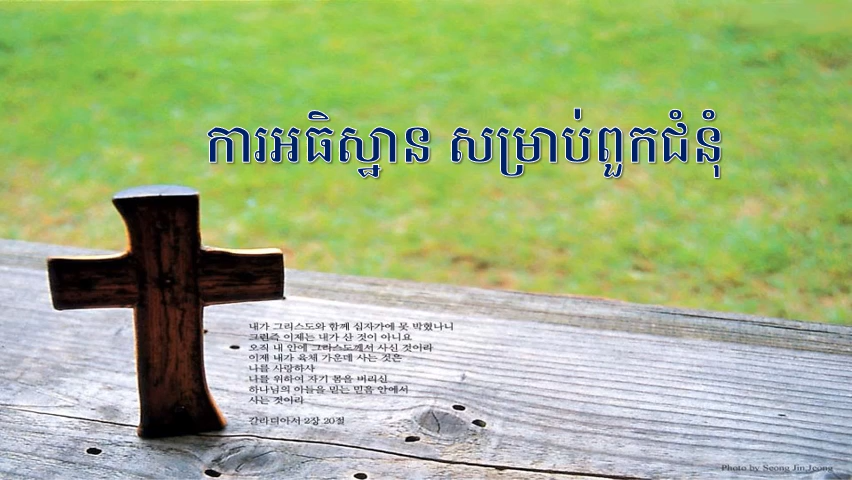 ការអធិស្ឋាន សម្រាប់ពួកជំនុំ
내가 그리스도와 함께 십자가에 못 박혔나니
그런즉 이제는 내가 산 것이 아니요
오직 내 안에 그리스도께서 사신 것이라
이제 내가 육체 가운데 사는 것은
나를 사랑하사
나를 위하여 자기 몸을 버리신
하나님의 아들을 믿는 믿음 안에서
사는 것이라
갈라디아서 2장 20절
Photo by Seong Jin,Jeong